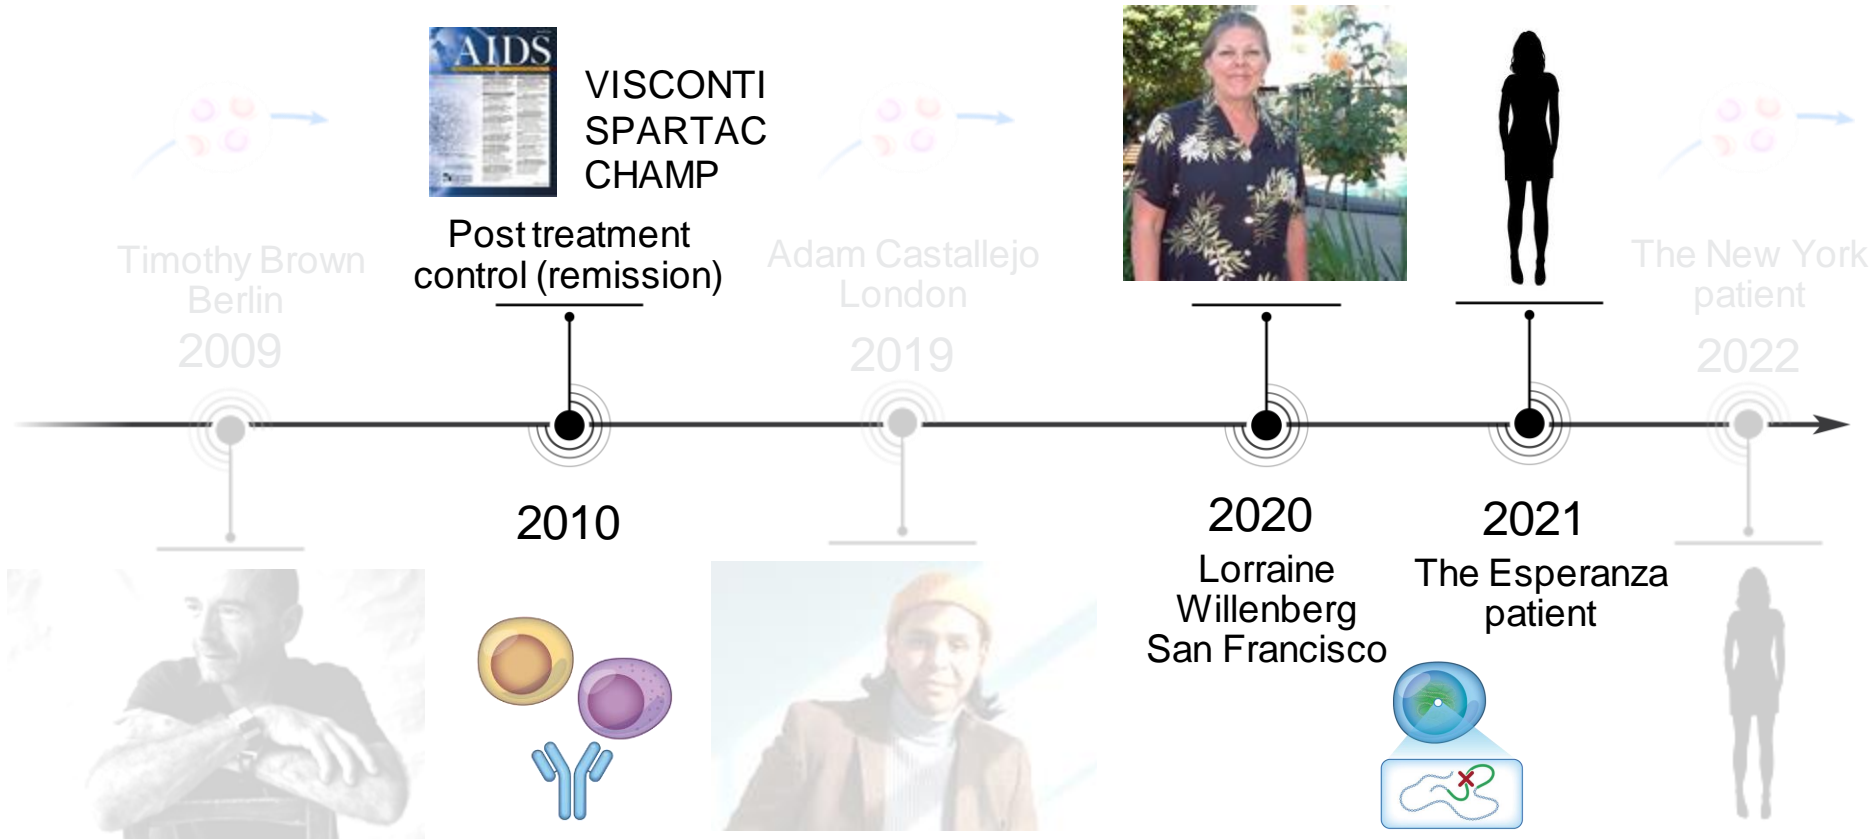 Timothy Brown
Berlin
2009
AIDS
VISCONTI
SPARTAC
CHAMP
Post treatment
control (remission)
2010
Adam Castallejo
London
2019
2020
Lorraine
Willenberg
San Francisco
2021
The Esperanza
patient
The New York
patient
2022